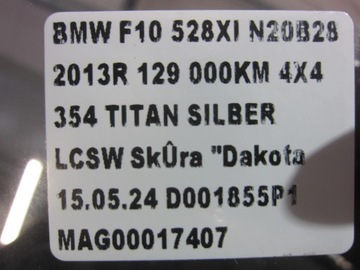 BMW F10 528XI N20B28
2013R 129 000KM 4X4
354 TITAN SILBER
LCSW SkÛra "Dakota
15.05.24 D001855P1
MAG00017407